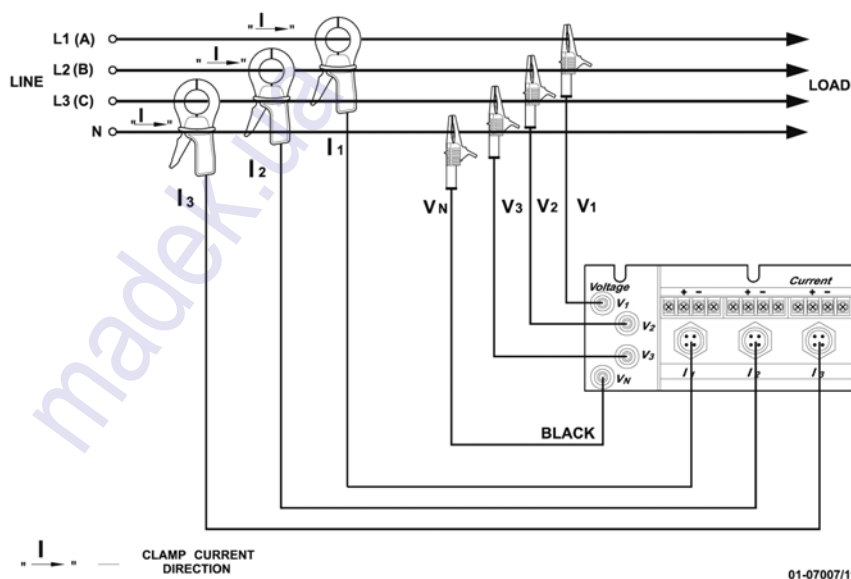 " I "
L1 (A)
" I "
L2 (B)
LINE
LOAD
L3 (C)
" I "
N
I1
I2
I3
VN
V3
V2
V1
Voltage
+ -
+ -
Current
+ -
V1
V2
V3
VN
I1
I2
I3
BLACK
" I " — CLAMP CURRENT
DIRECTION
01-07007/1
madek.ua